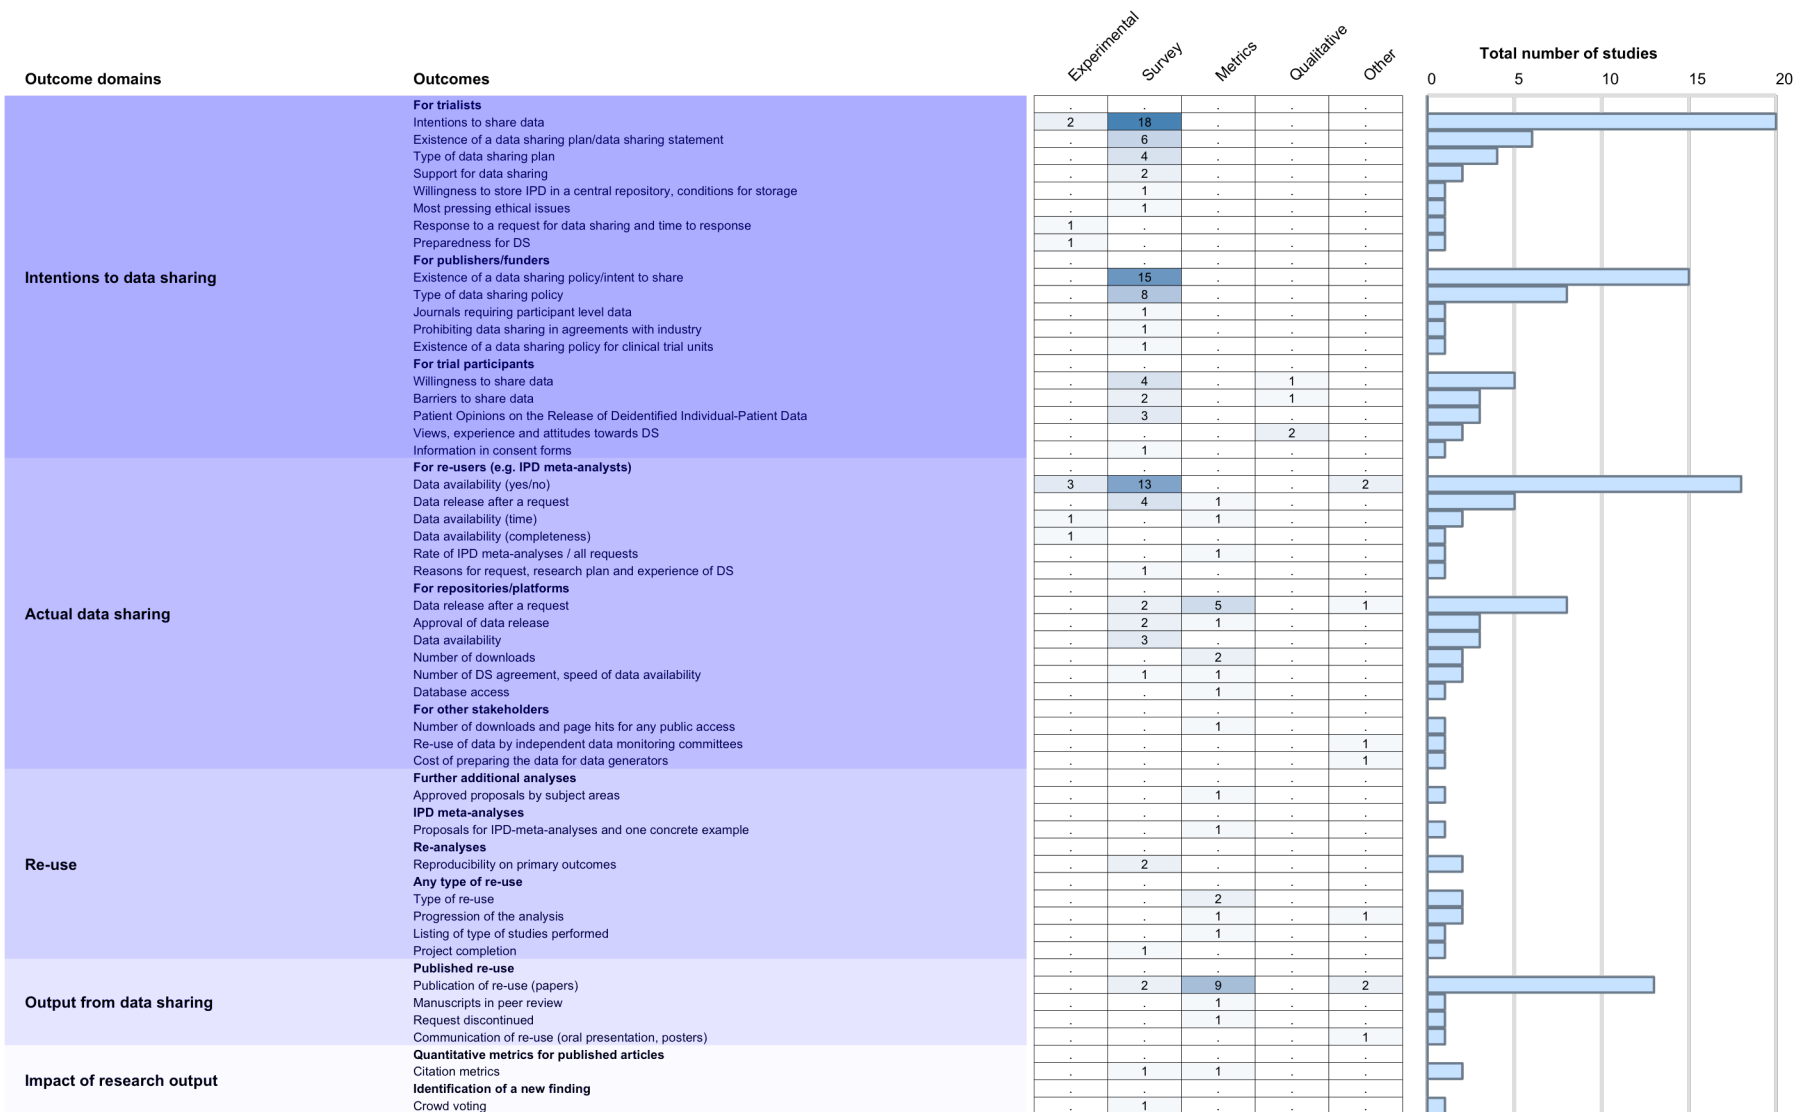 Outcome domains Outcomes Experimental Survey Metrics Qualitative Other Total number of studies
0 5 10 15 20
For trialists . . . . .
Intentions to share data 2 18 . . .
Existence of a data sharing plan/data sharing statement . 6 . . .
Type of data sharing plan . 4 . . .
Support for data sharing . 2 . . .
Willingness to store IPD in a central repository, conditions for storage . 1 . . .
Most pressing ethical issues . 1 . . .
Response to a request for data sharing and time to response 1 . . . .
Preparedness for DS 1 . . . .
For publishers/funders . . . . .
Intentions to data sharing Existence of a data sharing policy/intent to share . 15 . . .
Type of data sharing policy . 8 . . .
Journals requiring participant level data . 1 . . .
Prohibiting data sharing in agreements with industry . 1 . . .
Existence of a data sharing policy for clinical trial units . 1 . . .
For trial participants . . . . .
Willingness to share data . 4 . 1 .
Barriers to share data . 2 . 1 .
Patient Opinions on the Release of Deidentified Individual-Patient Data . 3 . . .
Views, experience and attitudes towards DS . . . 2 .
Information in consent forms . 1 . . .
For re-users (e.g. IPD meta-analysts) . . . . .
Data availability (yes/no) 3 13 . . 2
Data release after a request . 4 1 . .
Data availability (time) 1 . 1 . .
Data availability (completeness) 1 . . . .
Rate of IPD meta-analyses / all requests . . 1 . .
Reasons for request, research plan and experience of DS . 1 . . .
For repositories/platforms . . . . .
Actual data sharing Data release after a request . 2 5 . 1
Approval of data release . 2 1 . .
Data availability . 3 . . .
Number of downloads . . 2 . .
Number of DS agreement, speed of data availability . 1 1 . .
Database access . . 1 . .
For other stakeholders . . . . .
Number of downloads and page hits for any public access . . 1 . .
Re-use of data by independent data monitoring committees . . . . 1
Cost of preparing the data for data generators . . . . 1
Further additional analyses . . . . .
Approved proposals by subject areas . . 1 . .
IPD meta-analyses . . . . .
Proposals for IPD-meta-analyses and one concrete example . . 1 . .
Re-analyses . . . . .
Re-use Reproducibility on primary outcomes . 2 . . .
Any type of re-use . . . . .
Type of re-use . . 2 . .
Progression of the analysis . . 1 . 1
Listing of type of studies performed . . 1 . .
Project completion . 1 . . .
Published re-use . . . . .
Publication of re-use (papers) . 2 9 . 2
Output from data sharing Manuscripts in peer review . . 1 . .
Request discontinued . . 1 . .
Communication of re-use (oral presentation, posters) . . . . 1
Quantitative metrics for published articles . . . . .
Impact of research output Citation metrics . 1 1 . .
Identification of a new finding . . . . .
Crowd voting . 1 . . .